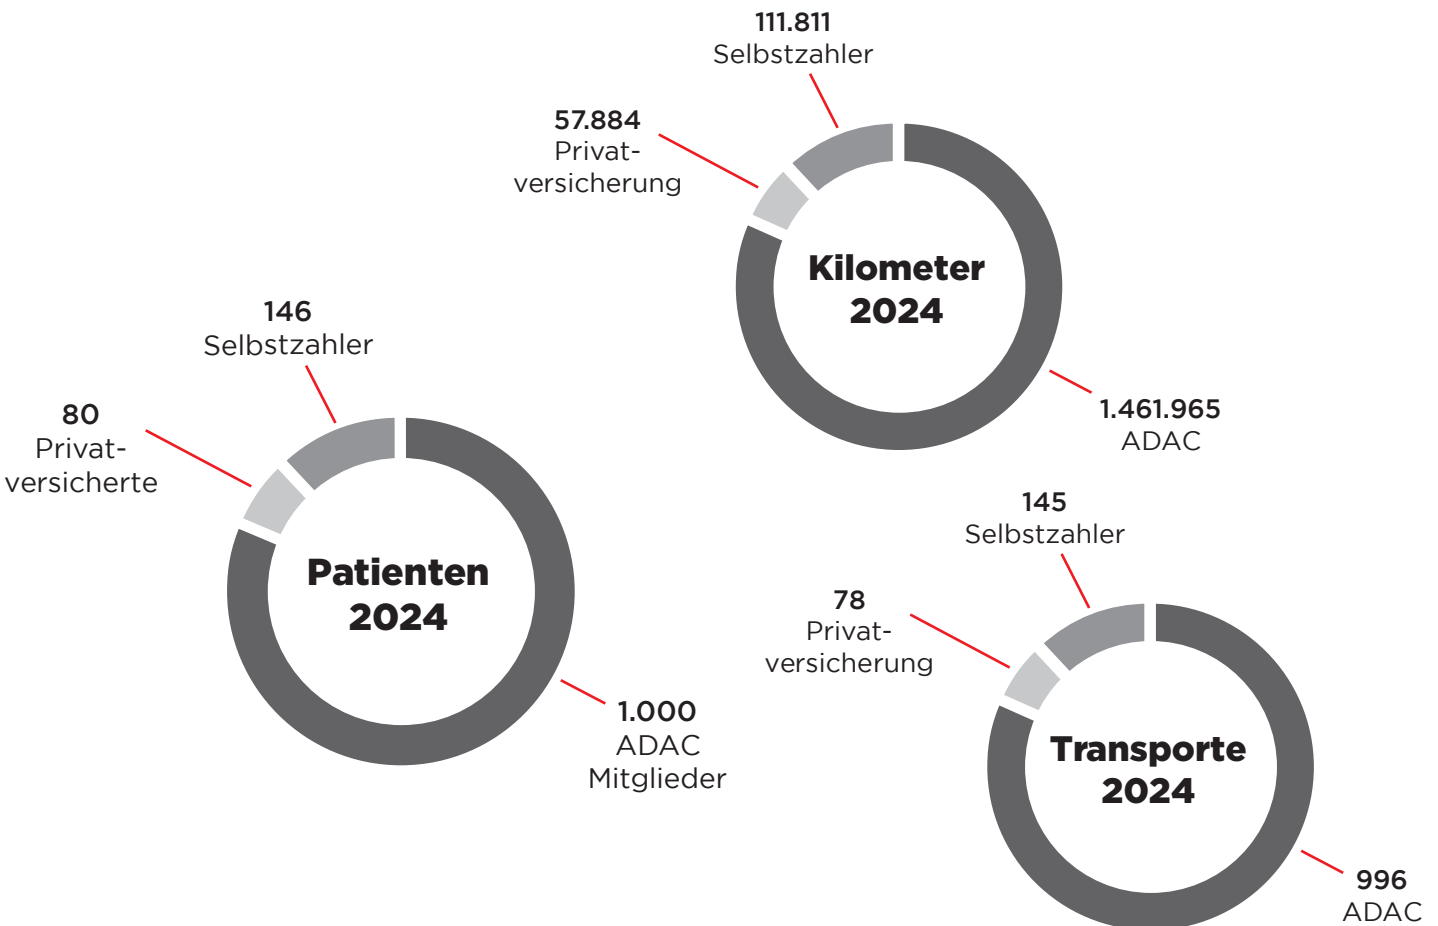 111.811
Selbstzahler
57.884
Privat-
versicherung
Kilometer
2024
1.461.965
ADAC
146
Selbstzahler
80
Privat-
versicherte
Patienten
2024
1.000
ADAC
Mitglieder
145
Selbstzahler
78
Privat-
versicherung
Transporte
2024
996
ADAC